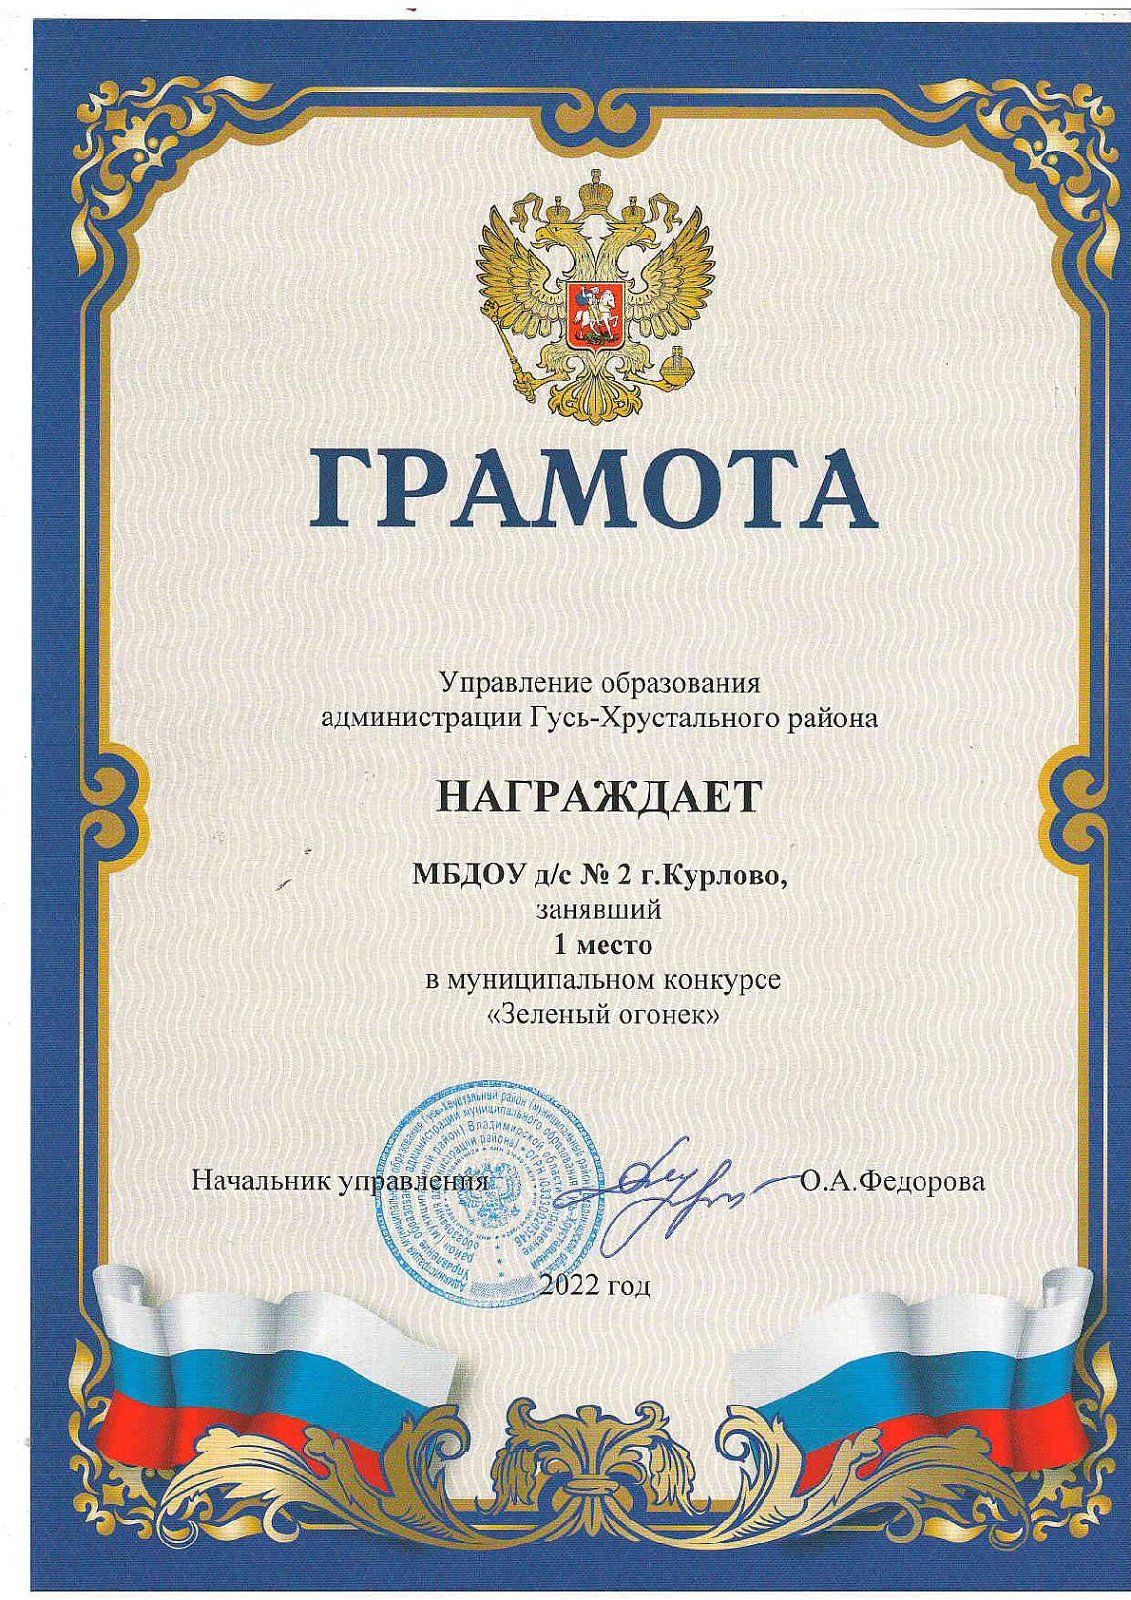 ГРАМОТА
Управление образования
администрации Гусь-Хрустального района
НАГРАЖДАЕТ
МБДОУ д/с № 2 г.Курлово,
занявший
1 место
в муниципальном конкурсе
«Зеленый огонек»
Начальник управления О.А.Федорова
2022 год